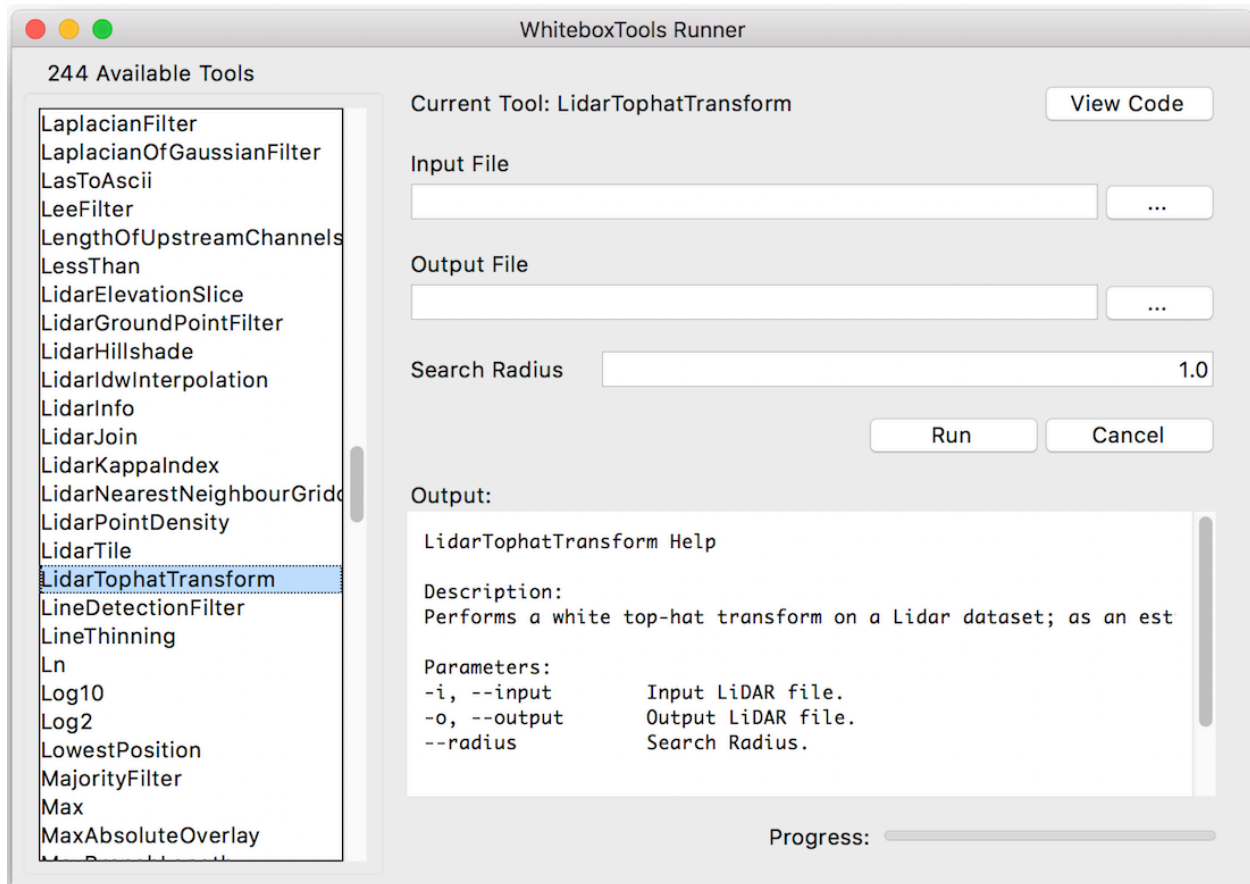 WhiteboxTools Runner
244 Available Tools
LaplacianFilter
LaplacianOfGaussianFilter
LasToAscii
LeeFilter
LengthOfUpstreamChannels
LessThan
LidarElevationSlice
LidarGroundPointFilter
LidarHillshade
LidarIdwInterpolation
LidarInfo
LidarJoin
LidarKappaIndex
LidarNearestNeighbourGridd
LidarPointDensity
LidarTile
LidarTophatTransform
LineDetectionFilter
LineThinning
Ln
Log10
Log2
LowestPosition
MajorityFilter
Max
MaxAbsoluteOverlay
Current Tool: LidarTophatTransform
View Code
Input File
...
Output File
...
Search Radius 1.0
Run Cancel
Output:
LidarTophatTransform Help
Description:
Performs a white top-hat transform on a Lidar dataset; as an est
Parameters:
-i, --input Input LiDAR file.
-o, --output Output LiDAR file.
--radius Search Radius.
Progress: